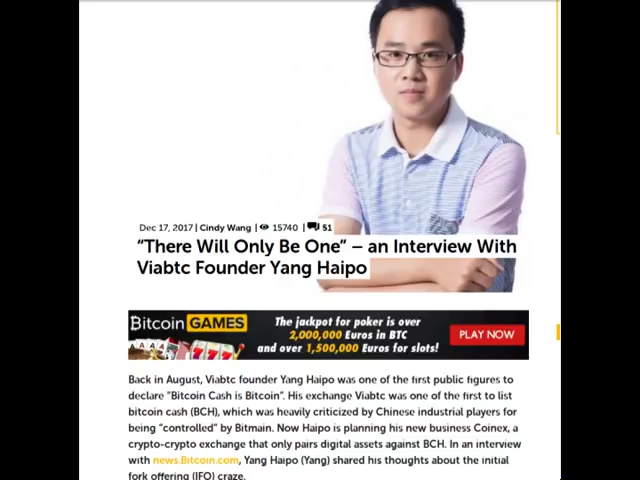 Dec 17, 2017 | Cindy Wang | 15740 | 51
“There Will Only Be One” – an Interview With
Viabtc Founder Yang Haipo
Bitcoin GAMES
The jackpot for poker is over
2,000,000 Euros in BTC
and over 1,500,000 Euros for slots!
PLAY NOW
A A A
7 7 7
Back in August, Viabtc founder Yang Haipo was one of the first public figures to
declare "Bitcoin Cash is Bitcoin". His exchange Viabtc was one of the first to list
bitcoin cash (BCH), which was heavily criticized by Chinese industrial players for
being “controlled” by Bitmain. Now Haipo is planning his new business Coinex, a
crypto-crypto exchange that only pairs digital assets against BCH. In an interview
with news.Bitcoin.com, Yang Haipo (Yang) shared his thoughts about the initial
fork offering (IFO) craze.